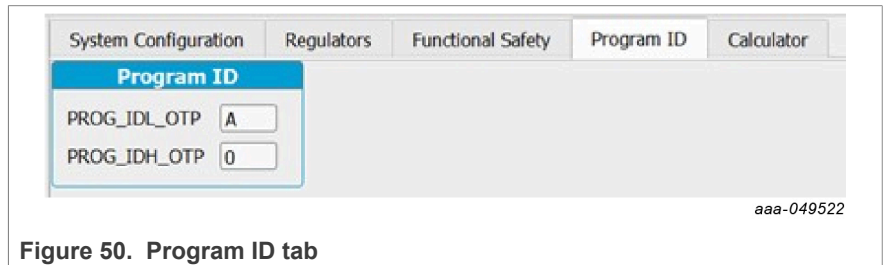 System Configuration Regulators Functional Safety Program ID Calculator
Program ID
PROG_IDL_OTP A
PROG_IDH_OTP 0
aaa-049522
Figure 50. Program ID tab